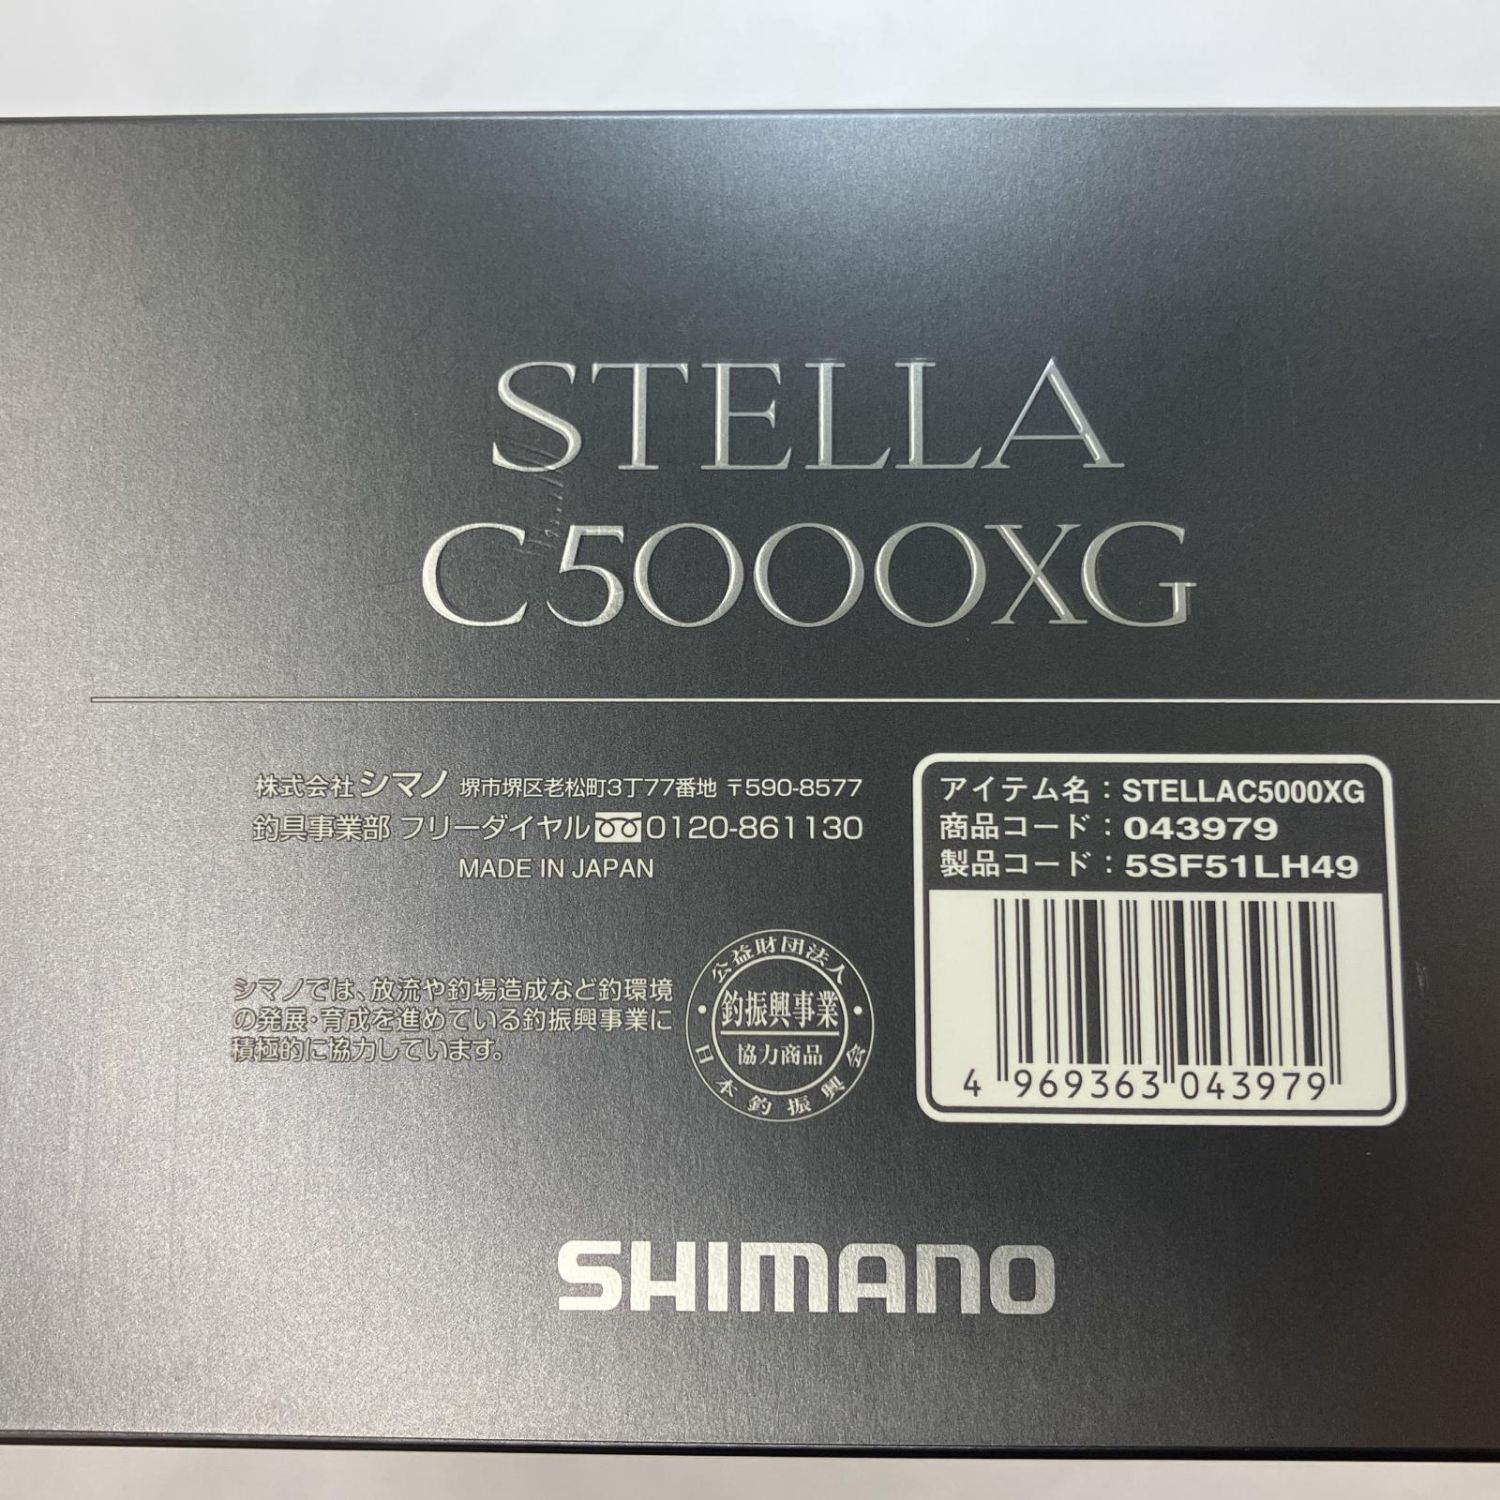 STELLA
C5000XG
株式会社シマノ 堺市堺区老松町3丁77番地 〒590-8577
釣具事業部 フリーダイヤル 0120-861130
MADE IN JAPAN
アイテム名：STELLAC5000XG
商品コード：043979
製品コード：5SF51LH49
4 969363 043979
シマノでは、放流や釣場造成など釣環境
の発展・育成を進めている釣振興事業に
積極的に協力しています。
公益財団法人
釣振興事業
協力商品
日本釣振興会
SHIMANO